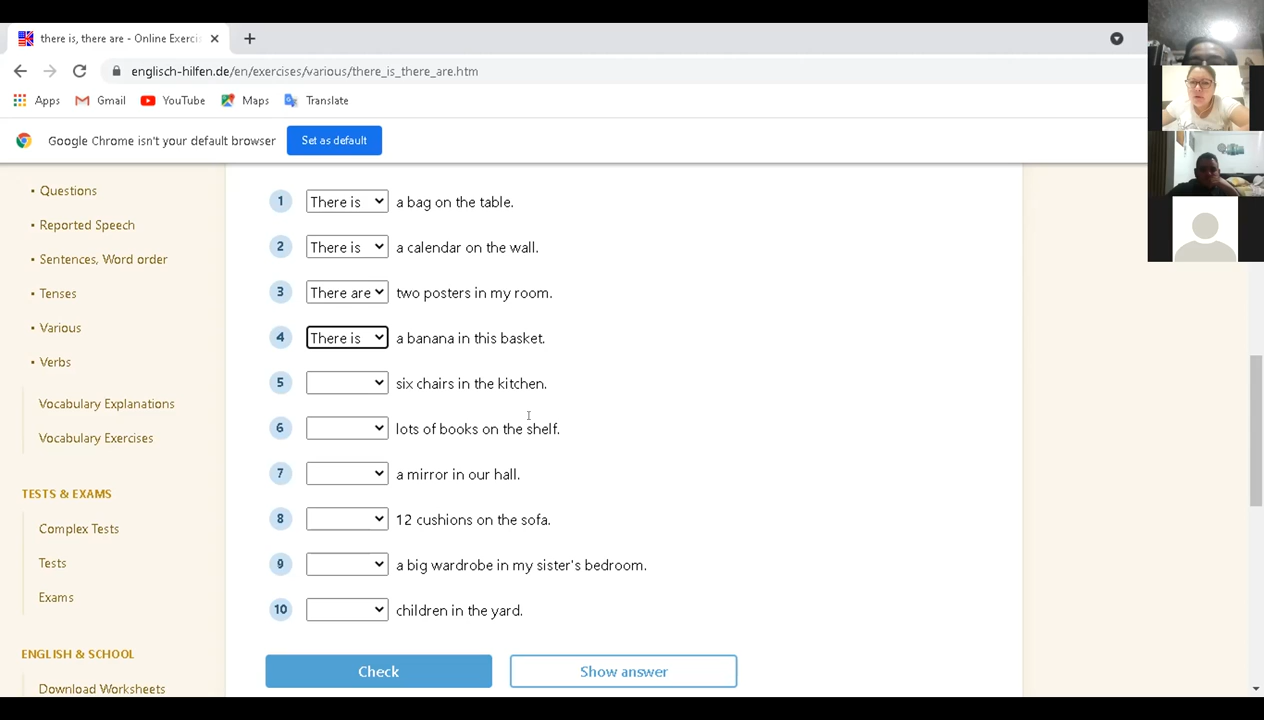 there is, there are - Online Exerci
englisch-hilfen.de/en/exercises/various/there_is_there_are.htm
Apps Gmail YouTube Maps Translate
Google Chrome isn't your default browser Set as default
• Questions
• Reported Speech
• Sentences, Word order
• Tenses
• Various
• Verbs
Vocabulary Explanations
Vocabulary Exercises
TESTS & EXAMS
Complex Tests
Tests
Exams
ENGLISH & SCHOOL
Download Worksheets
1 There is a bag on the table.
2 There is a calendar on the wall.
3 There are two posters in my room.
4 There is a banana in this basket.
5 six chairs in the kitchen.
6 lots of books on the shelf.
7 a mirror in our hall.
8 12 cushions on the sofa.
9 a big wardrobe in my sister's bedroom.
10 children in the yard.
Check Show answer